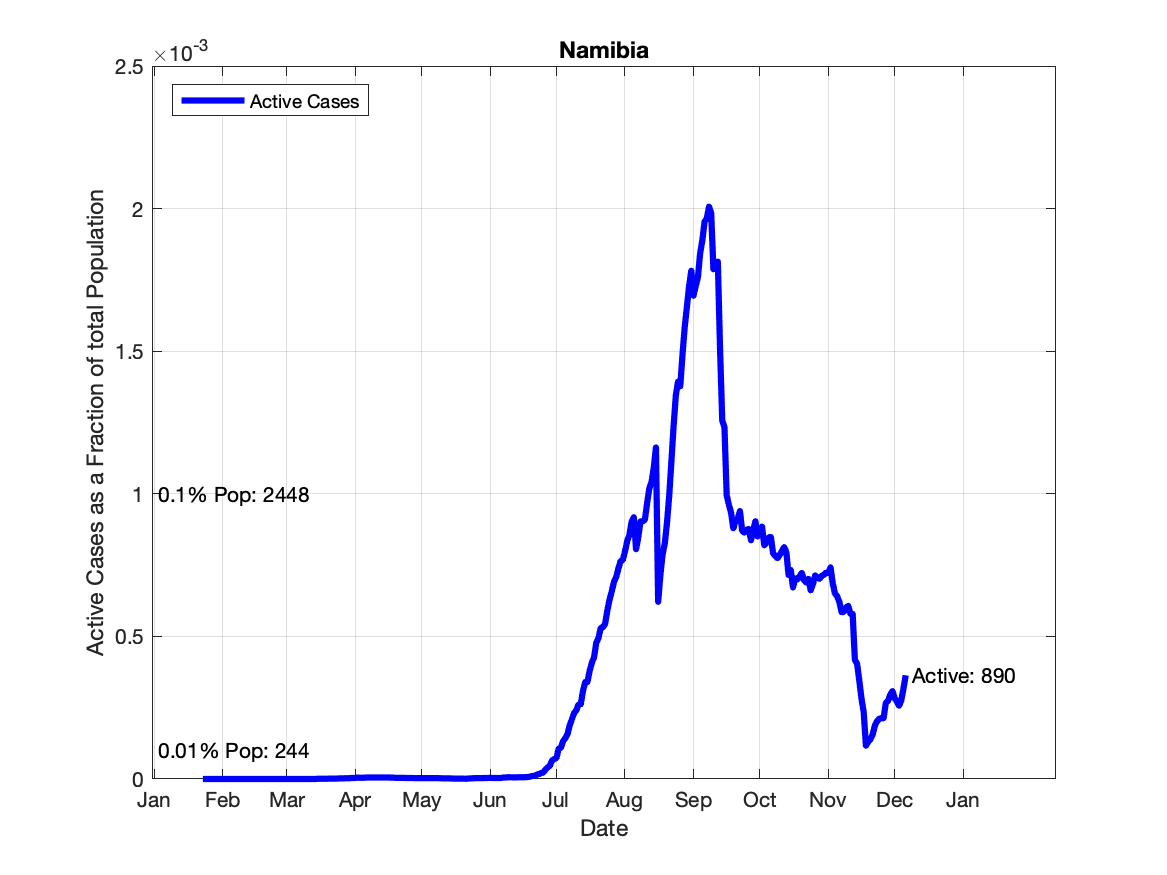 Namibia
×10-3
Active Cases
2.5
2
1.5
1
0.5
0
0.1% Pop: 2448
0.01% Pop: 244
Active: 890
Active Cases as a Fraction of total Population
Jan Feb Mar Apr May Jun Jul Aug Sep Oct Nov Dec Jan
Date